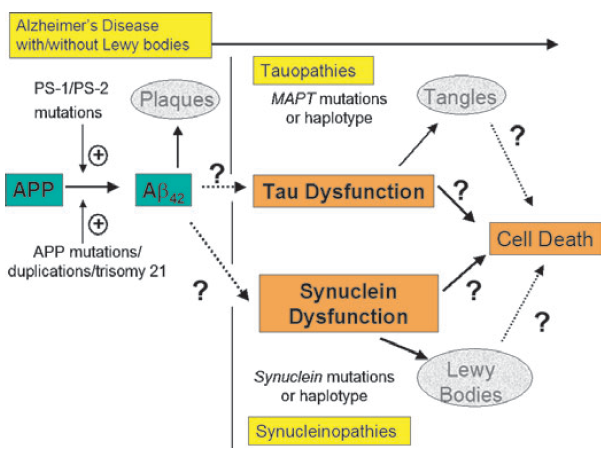 Alzheimer's Disease
with/without Lewy bodies
PS-1/PS-2
mutations
Plaques
Tauopathies
MAPT mutations
or haplotype
Tangles
?
+
?
APP
Aβ42
Tau Dysfunction
?
Cell Death
+
APP mutations/
duplications/trisomy 21
?
Synuclein
Dysfunction
?
?
Synuclein mutations
or haplotype
Lewy
Bodies
Synucleinopathies